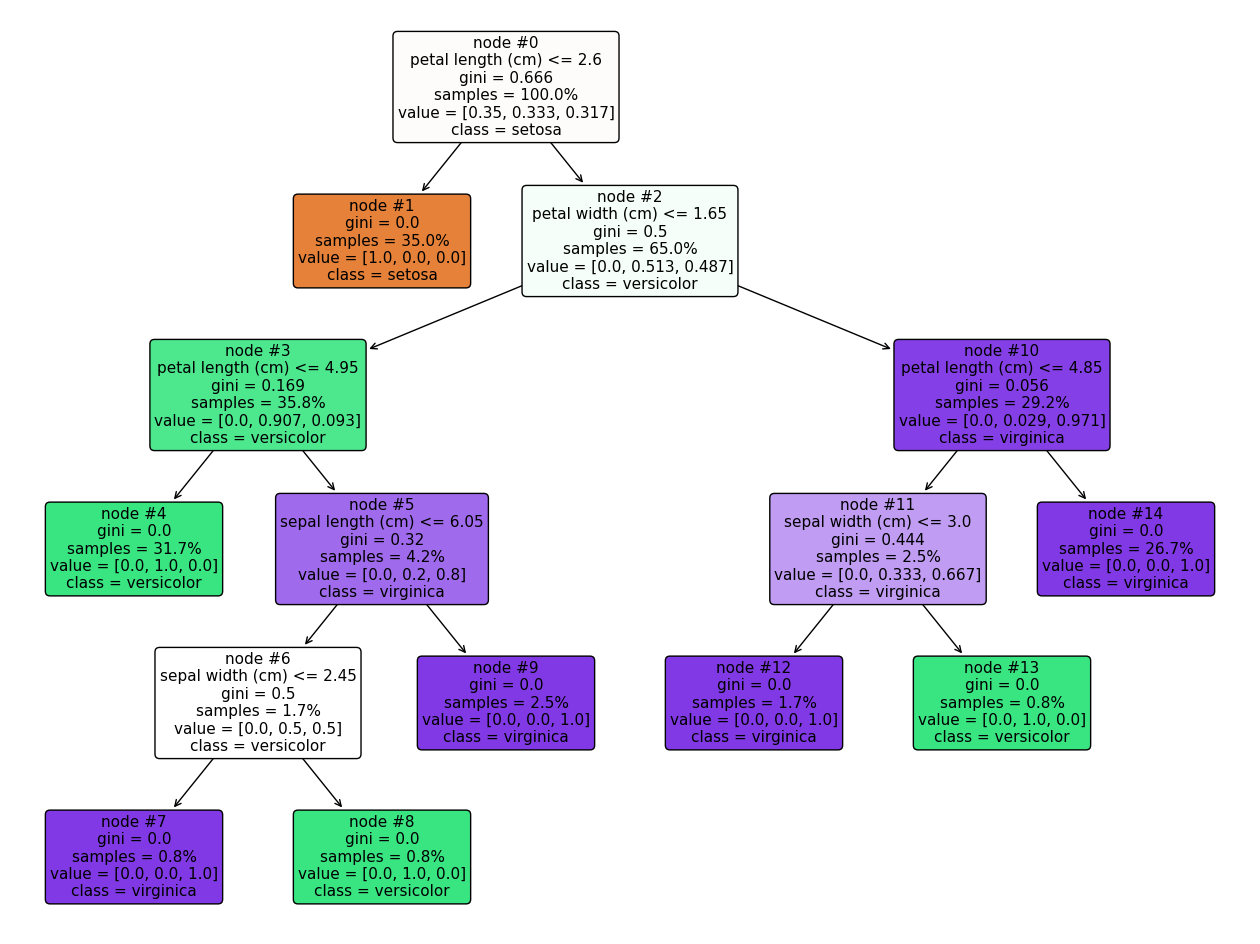 node #0
petal length (cm) <= 2.6
gini = 0.666
samples = 100.0%
value = [0.35, 0.333, 0.317]
class = setosa
node #1
gini = 0.0
samples = 35.0%
value = [1.0, 0.0, 0.0]
class = setosa
node #2
petal width (cm) <= 1.65
gini = 0.5
samples = 65.0%
value = [0.0, 0.513, 0.487]
class = versicolor
node #3
petal length (cm) <= 4.95
gini = 0.169
samples = 35.8%
value = [0.0, 0.907, 0.093]
class = versicolor
node #10
petal length (cm) <= 4.85
gini = 0.056
samples = 29.2%
value = [0.0, 0.029, 0.971]
class = virginica
node #4
gini = 0.0
samples = 31.7%
value = [0.0, 1.0, 0.0]
class = versicolor
node #5
sepal length (cm) <= 6.05
gini = 0.32
samples = 4.2%
value = [0.0, 0.2, 0.8]
class = virginica
node #11
sepal width (cm) <= 3.0
gini = 0.444
samples = 2.5%
value = [0.0, 0.333, 0.667]
class = virginica
node #14
gini = 0.0
samples = 26.7%
value = [0.0, 0.0, 1.0]
class = virginica
node #6
sepal width (cm) <= 2.45
gini = 0.5
samples = 1.7%
value = [0.0, 0.5, 0.5]
class = versicolor
node #9
gini = 0.0
samples = 2.5%
value = [0.0, 0.0, 1.0]
class = virginica
node #12
gini = 0.0
samples = 1.7%
value = [0.0, 0.0, 1.0]
class = virginica
node #13
gini = 0.0
samples = 0.8%
value = [0.0, 1.0, 0.0]
class = versicolor
node #7
gini = 0.0
samples = 0.8%
value = [0.0, 0.0, 1.0]
class = virginica
node #8
gini = 0.0
samples = 0.8%
value = [0.0, 1.0, 0.0]
class = versicolor